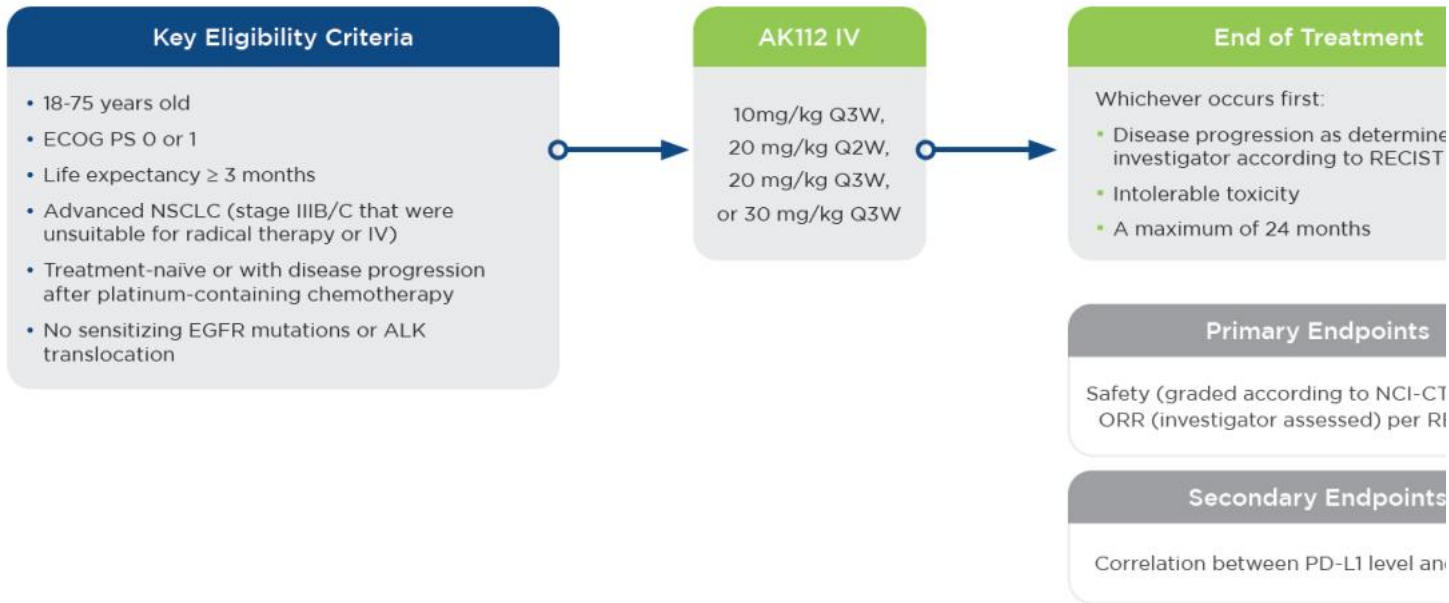 Key Eligibility Criteria
• 18-75 years old
• ECOG PS 0 or 1
• Life expectancy ≥ 3 months
• Advanced NSCLC (stage IIIB/C that were
unsuitable for radical therapy or IV)
• Treatment-naïve or with disease progression
after platinum-containing chemotherapy
• No sensitizing EGFR mutations or ALK
translocation
AK112 IV
10mg/kg Q3W,
20 mg/kg Q2W,
20 mg/kg Q3W,
or 30 mg/kg Q3W
End of Treatment
Whichever occurs first:
• Disease progression as determine
investigator according to RECIST
• Intolerable toxicity
• A maximum of 24 months
Primary Endpoints
Safety (graded according to NCI-CT
ORR (investigator assessed) per RE
Secondary Endpoints
Correlation between PD-L1 level an